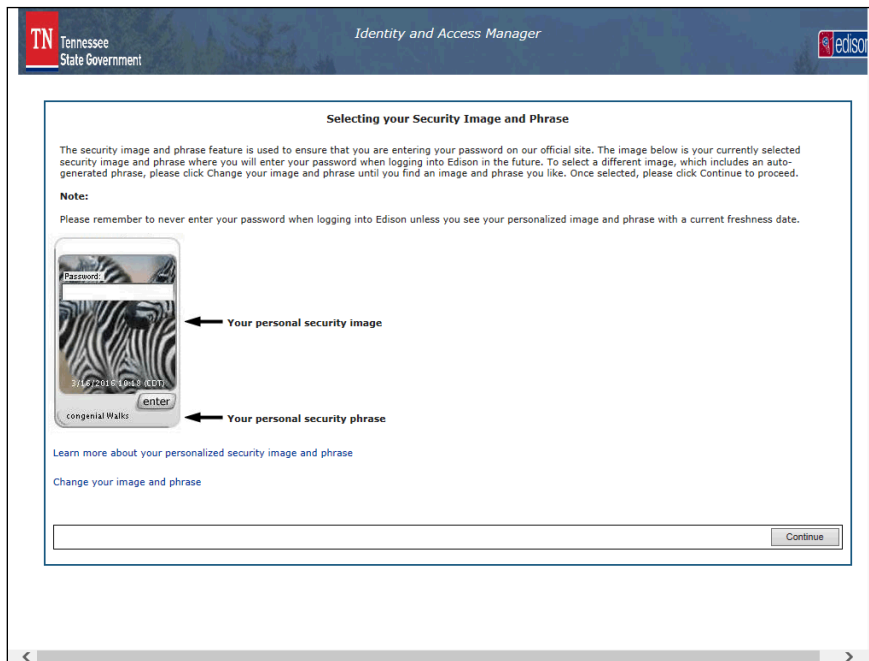 TN Tennessee
State Government
Identity and Access Manager
edison
Selecting your Security Image and Phrase
The security image and phrase feature is used to ensure that you are entering your password on our official site. The image below is your currently selected
security image and phrase where you will enter your password when logging into Edison in the future. To select a different image, which includes an auto-
generated phrase, please click Change your image and phrase until you find an image and phrase you like. Once selected, please click Continue to proceed.
Note:
Please remember to never enter your password when logging into Edison unless you see your personalized image and phrase with a current freshness date.
Password:
Your personal security image
3/16/2016 10:18 (CDT)
enter
congenial Walks
Your personal security phrase
Learn more about your personalized security image and phrase
Change your image and phrase
Continue